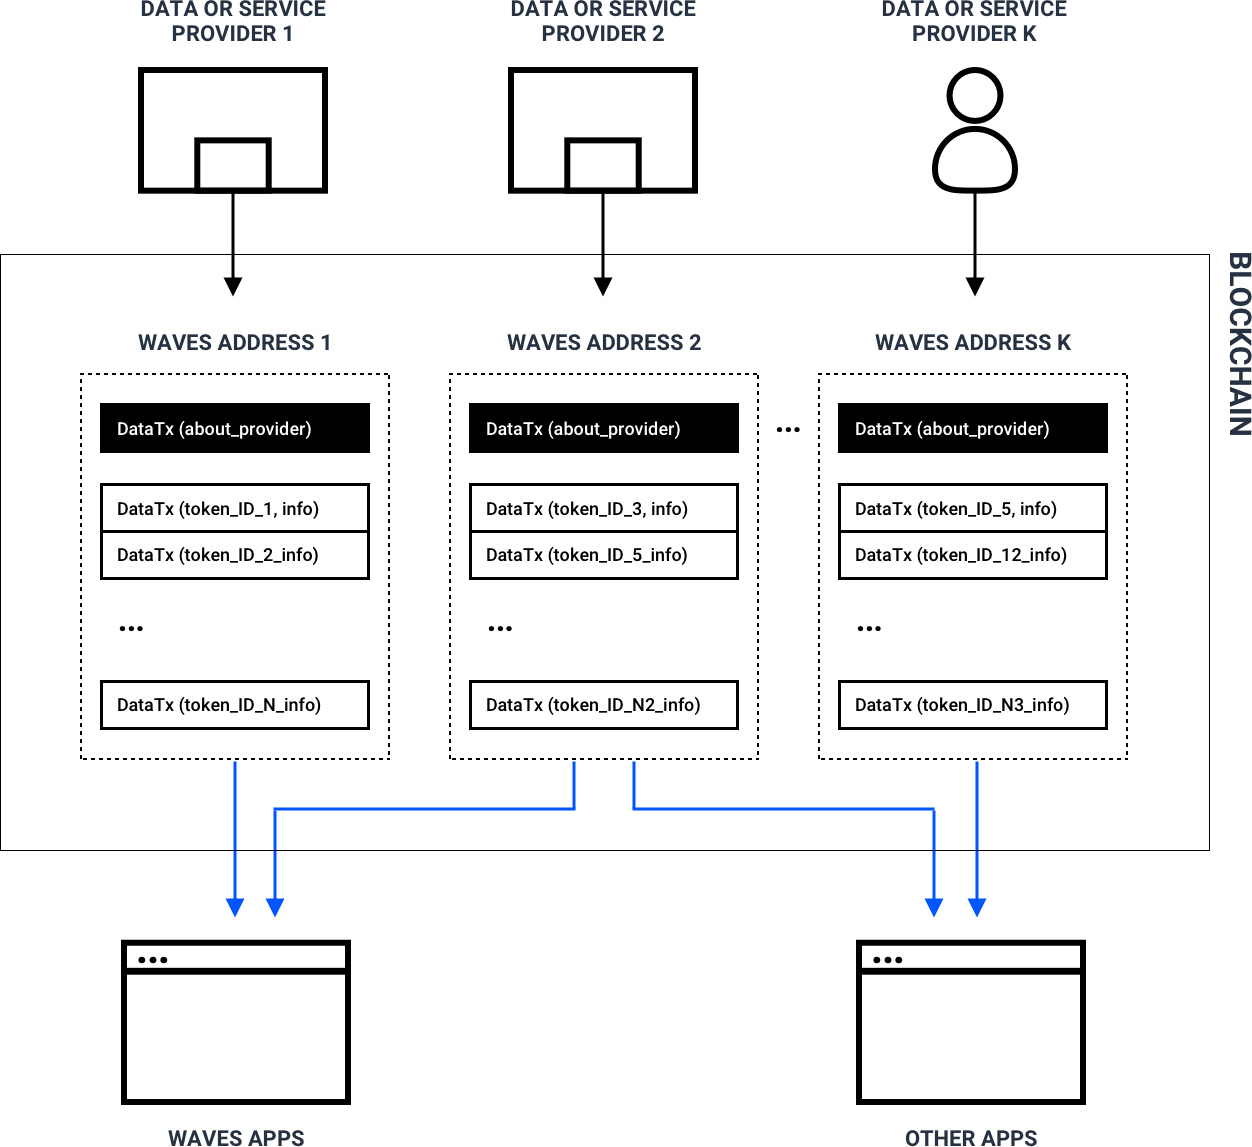 DATA OR SERVICE
PROVIDER 1
DATA OR SERVICE
PROVIDER 2
DATA OR SERVICE
PROVIDER K
BLOCKCHAIN
WAVES ADDRESS 1
DataTx (about_provider)
DataTx (token_ID_1, info)
DataTx (token_ID_2_info)
...
DataTx (token_ID_N_info)
WAVES ADDRESS 2
DataTx (about_provider)
DataTx (token_ID_3, info)
DataTx (token_ID_5_info)
...
DataTx (token_ID_N2_info)
...
WAVES ADDRESS K
DataTx (about_provider)
DataTx (token_ID_5, info)
DataTx (token_ID_12_info)
...
DataTx (token_ID_N3_info)
WAVES APPS
OTHER APPS